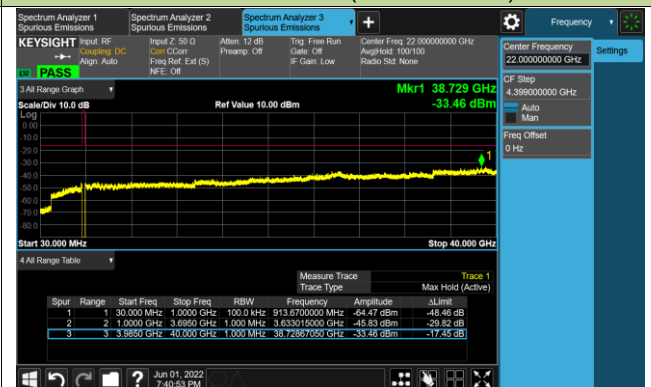 Spectrum Analyzer 1
Spurious Emissions
Spectrum Analyzer 2
Spurious Emissions
Spectrum Analyzer 3
Spurious Emissions
Frequency
KEYSIGHT
Input: RF
Coupling: DC
Align: Auto
Input Z: 50 Ω
Corr CCorr
Freq Ref: Ext (S)
NFE: Off
Atten: 12 dB
Preamp: Off
Trig: Free Run
Gate: Off
IF Gain: Low
Center Freq: 22.000000000 GHz
Avg|Hold: 100/100
Radio Std: None
PASS
Center Frequency
22.000000000 GHz
Settings
CF Step
4.399000000 GHz
Auto
Man
Freq Offset
0 Hz
3 All Range Graph
Mkr1 38.729 GHz
Scale/Div 10.0 dB
Ref Value 10.00 dBm
-33.46 dBm
Log
0.00
-10.0
-20.0
-30.0
-40.0
-50.0
-60.0
-70.0
-80.0
1
Start 30.000 MHz
Stop 40.000 GHz
4 All Range Table
Measure Trace Trace 1
Trace Type Max Hold (Active)
Spur Range Start Freq Stop Freq RBW Frequency Amplitude ΔLimit
1 1 30.000 MHz 1.0000 GHz 100.0 kHz 913.6700000 MHz -64.47 dBm -48.46 dB
2 2 1.0000 GHz 3.6950 GHz 1.000 MHz 3.633015000 GHz -45.83 dBm -29.82 dB
3 3 3.9850 GHz 40.000 GHz 1.000 MHz 38.72867050 GHz -33.46 dBm -17.45 dB
Jun 01, 2022
7:40:53 PM